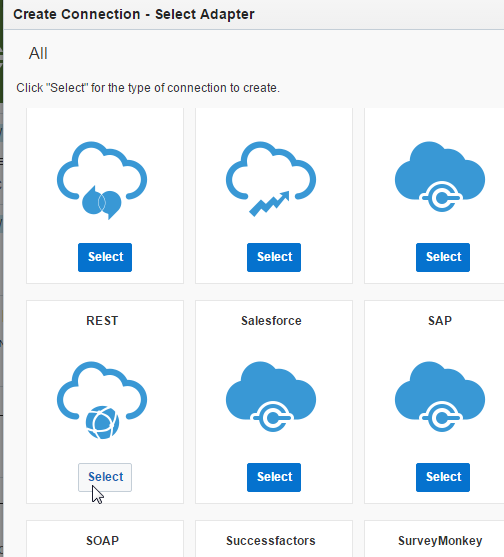 Create Connection - Select Adapter
All
Click "Select" for the type of connection to create.
Select Select Select
REST Salesforce SAP
Select Select Select
SOAP Successfactors SurveyMonkey